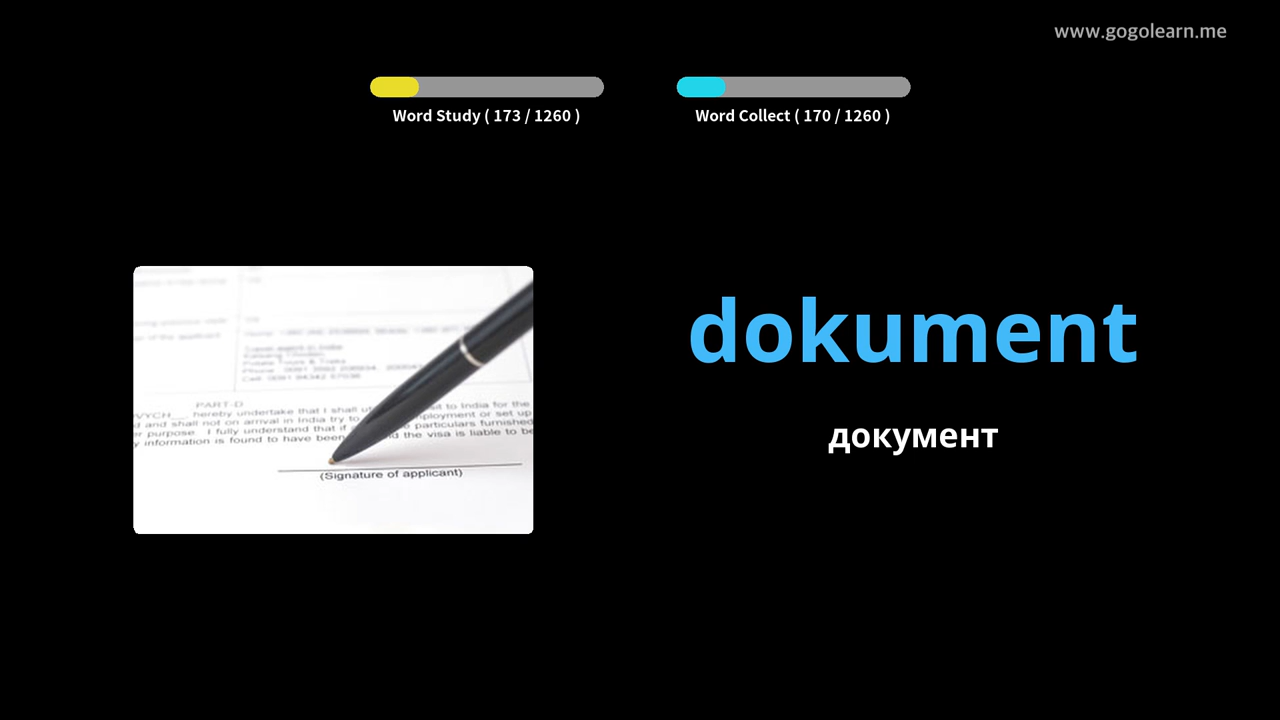 www.gogolearn.me
Word Study ( 173 / 1260 )
Word Collect ( 170 / 1260 )
dokument
документ
PART-D
hereby undertake that I shall
sit to India for the
and shall not on arrival in India try to
employment or set up
purpose. I fully understand that if
particulars furnished
information is found to have been
the visa is liable to be
(Signature of applicant)